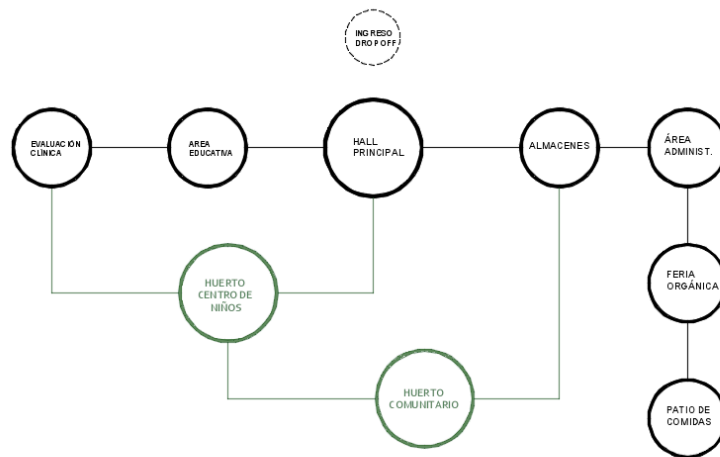 INGRESO
DROP OFF
EVALUACIÓN
CLÍNICA
AREA
EDUCATIVA
HALL
PRINCIPAL
ALMACENES
ÁREA
ADMINIST.
HUERTO
CENTRO DE
NIÑOS
FERIA
ORGÁNICA
HUERTO
COMUNITARIO
PATIO DE
COMIDAS